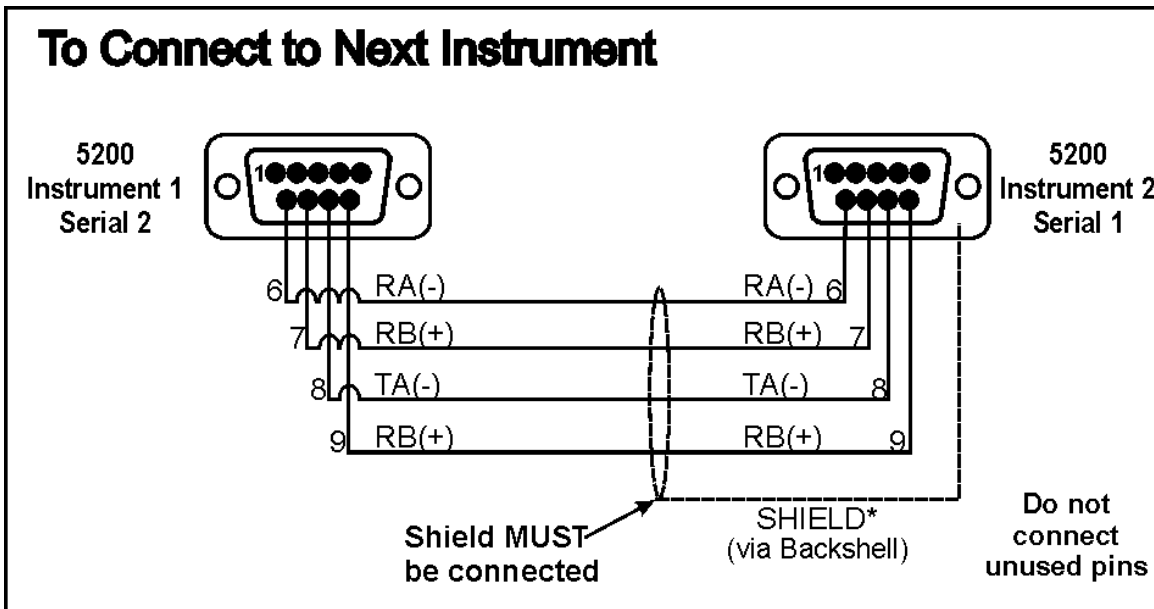 To Connect to Next Instrument
5200
Instrument 1
Serial 2
1
1
5200
Instrument 2
Serial 1
6 RA(-) RA(-) 6
7 RB(+) RB(+) 7
8 TA(-) TA(-) 8
9 RB(+) RB(+) 9
Shield MUST
be connected
SHIELD*
(via Backshell)
Do not
connect
unused pins